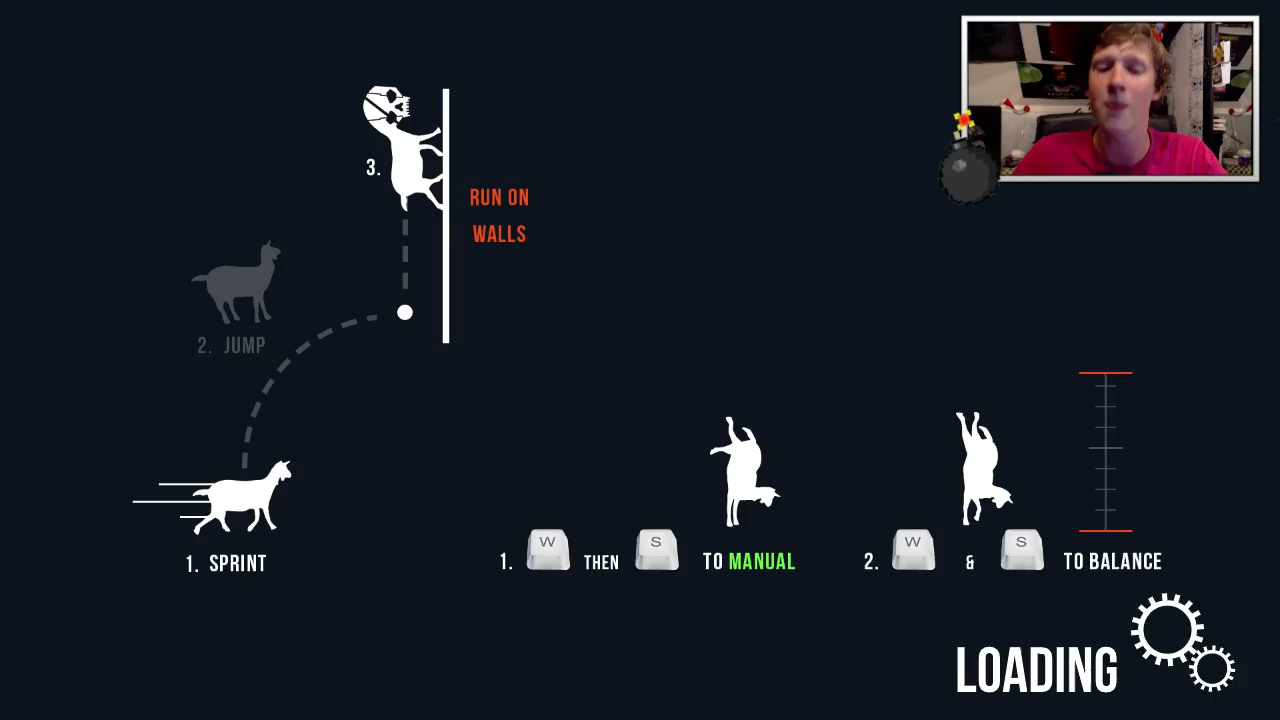 3.
RUN ON
WALLS
2. JUMP
1. SPRINT
1. W THEN S TO MANUAL
2. W & S TO BALANCE
LOADING